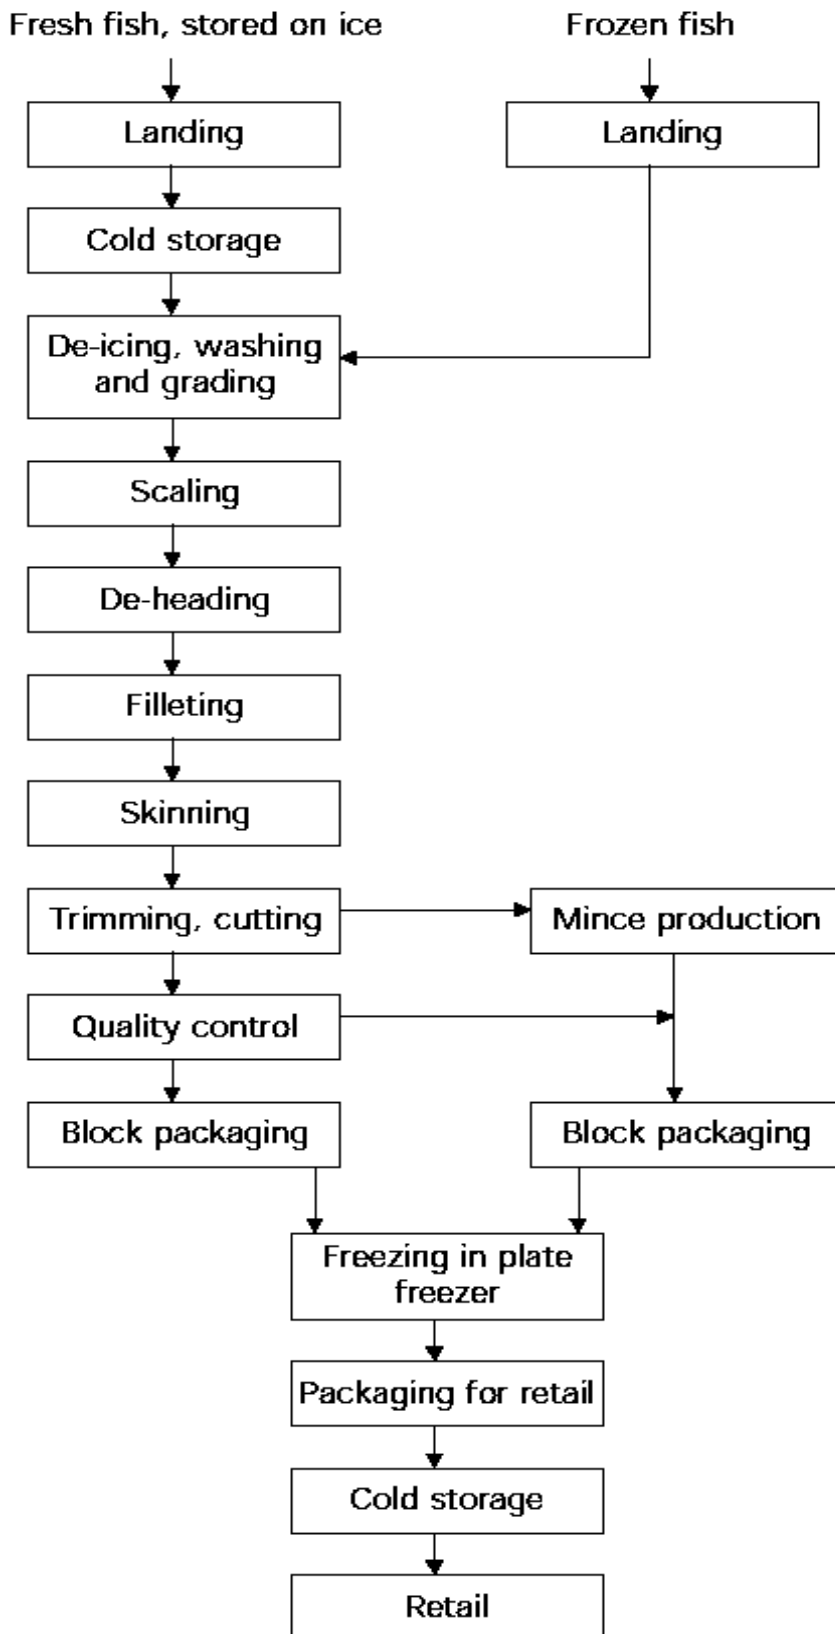 Fresh fish, stored on ice
Frozen fish
Landing
Landing
Cold storage
De-icing, washing
and grading
Scaling
De-heading
Filleting
Skinning
Trimming, cutting
Mince production
Quality control
Block packaging
Block packaging
Freezing in plate
freezer
Packaging for retail
Cold storage
Retail